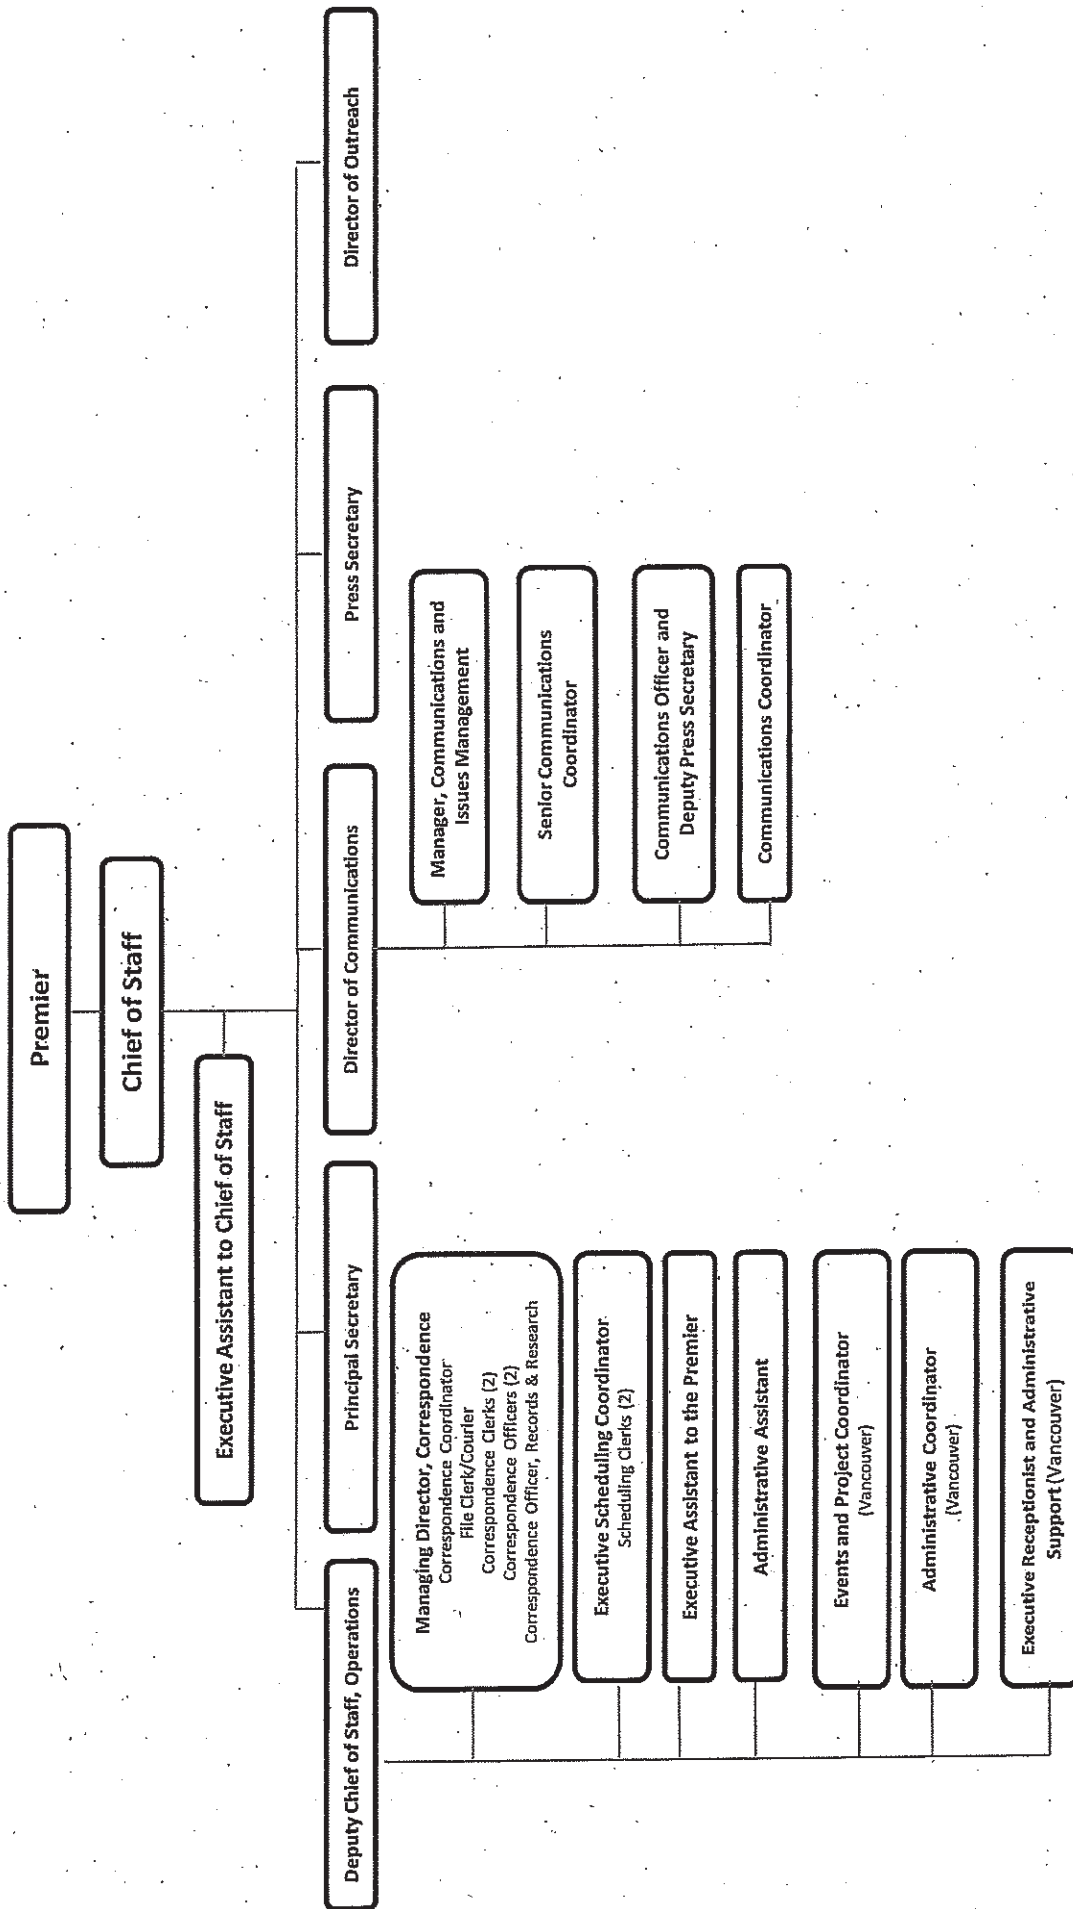 Premier
Chief of Staff
Executive Assistant to Chief of Staff
Deputy Chief of Staff, Operations
Principal Secretary
Director of Communications
Press Secretary
Director of Outreach
Managing Director, Correspondence
Correspondence Coordinator
File Clerk/Courier
Correspondence Clerks (2)
Correspondence Officers (2)
Correspondence Officer, Records & Research
Executive Scheduling Coordinator
Scheduling Clerks (2)
Executive Assistant to the Premier
Administrative Assistant
Events and Project Coordinator
(Vancouver)
Administrative Coordinator
(Vancouver)
Executive Receptionist and Administrative
Support (Vancouver)
Manager, Communications and
Issues Management
Senior Communications
Coordinator
Communications Officer and
Deputy Press Secretary
Communications Coordinator